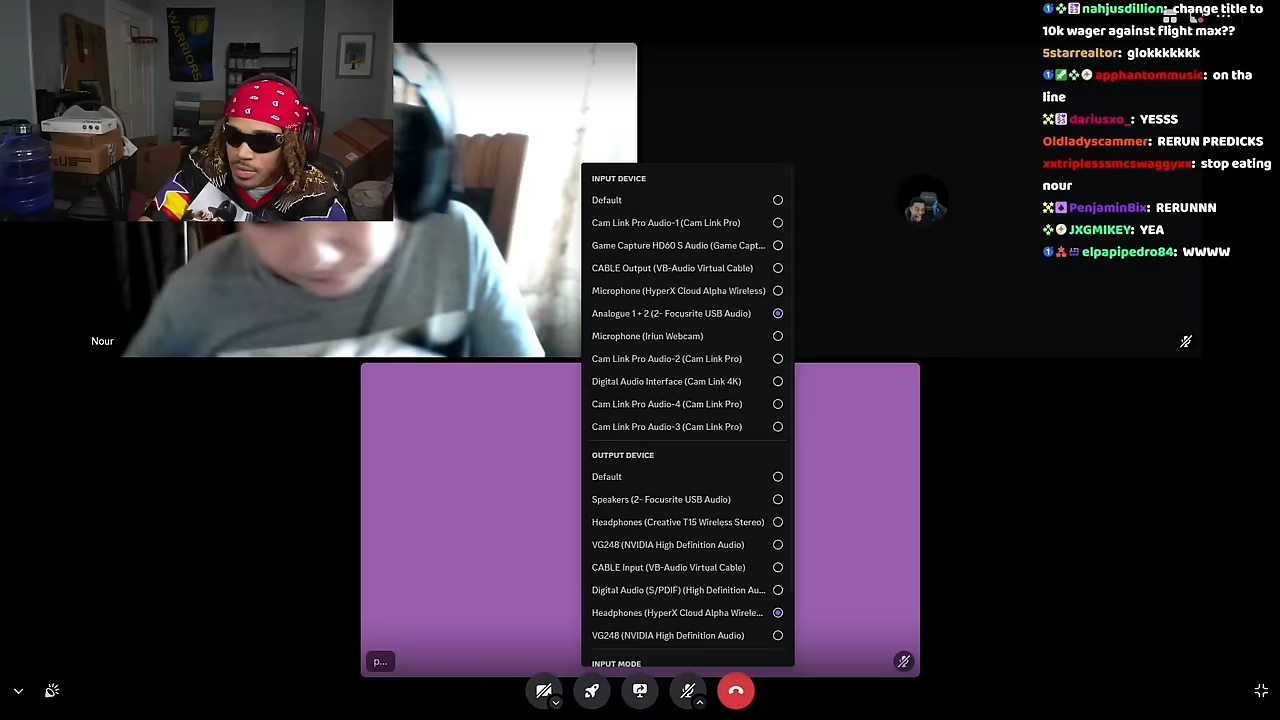 WARRIORS
nahjusdillion: change title to
10k wager against flight max??
5starrealtor: glokkkkkk
apphantommusic: on tha
line
dariusxo_: YESSS
Oldladyscammer: RERUN PREDICKS
xxtriplesssmcswaggyxx: stop eating
nour
PenjaminBix: RERUNNN
JXGMIKEY: YEA
elpapipedro84: WWWW
Nour
INPUT DEVICE
Default
Cam Link Pro Audio-1 (Cam Link Pro)
Game Capture HD60 S Audio (Game Capt...
CABLE Output (VB-Audio Virtual Cable)
Microphone (HyperX Cloud Alpha Wireless)
Analogue 1 + 2 (2- Focusrite USB Audio)
Microphone (Iriun Webcam)
Cam Link Pro Audio-2 (Cam Link Pro)
Digital Audio Interface (Cam Link 4K)
Cam Link Pro Audio-4 (Cam Link Pro)
Cam Link Pro Audio-3 (Cam Link Pro)
OUTPUT DEVICE
Default
Speakers (2- Focusrite USB Audio)
Headphones (Creative T15 Wireless Stereo)
VG248 (NVIDIA High Definition Audio)
CABLE Input (VB-Audio Virtual Cable)
Digital Audio (S/PDIF) (High Definition Au...
Headphones (HyperX Cloud Alpha Wirele...
VG248 (NVIDIA High Definition Audio)
INPUT MODE
p...